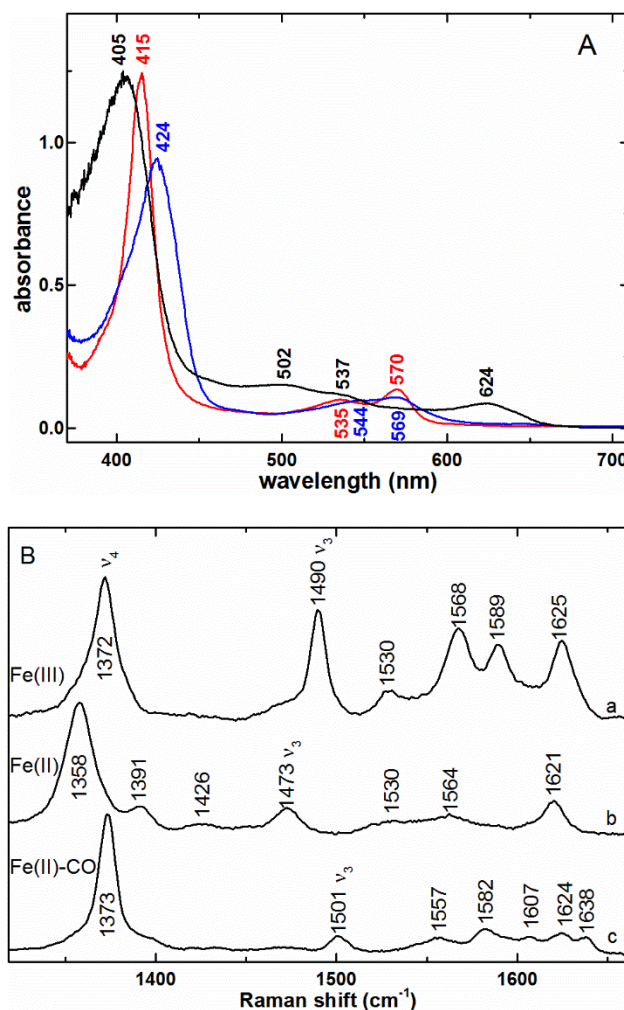 A
405
415
424
502
537
570
624
535
544
569
1.0
0.5
0.0
absorbance
400
500
600
700
wavelength (nm)
B
ν4
1490 ν3
1568
1589
1625
1530
1372
Fe(III)
a
Fe(II)
1358
1391
1426
1473 ν3
1530
1564
1621
b
Fe(II)-CO
1373
1501 ν3
1557
1582
1607
1624
1638
c
1400
1500
1600
Raman shift (cm-1)